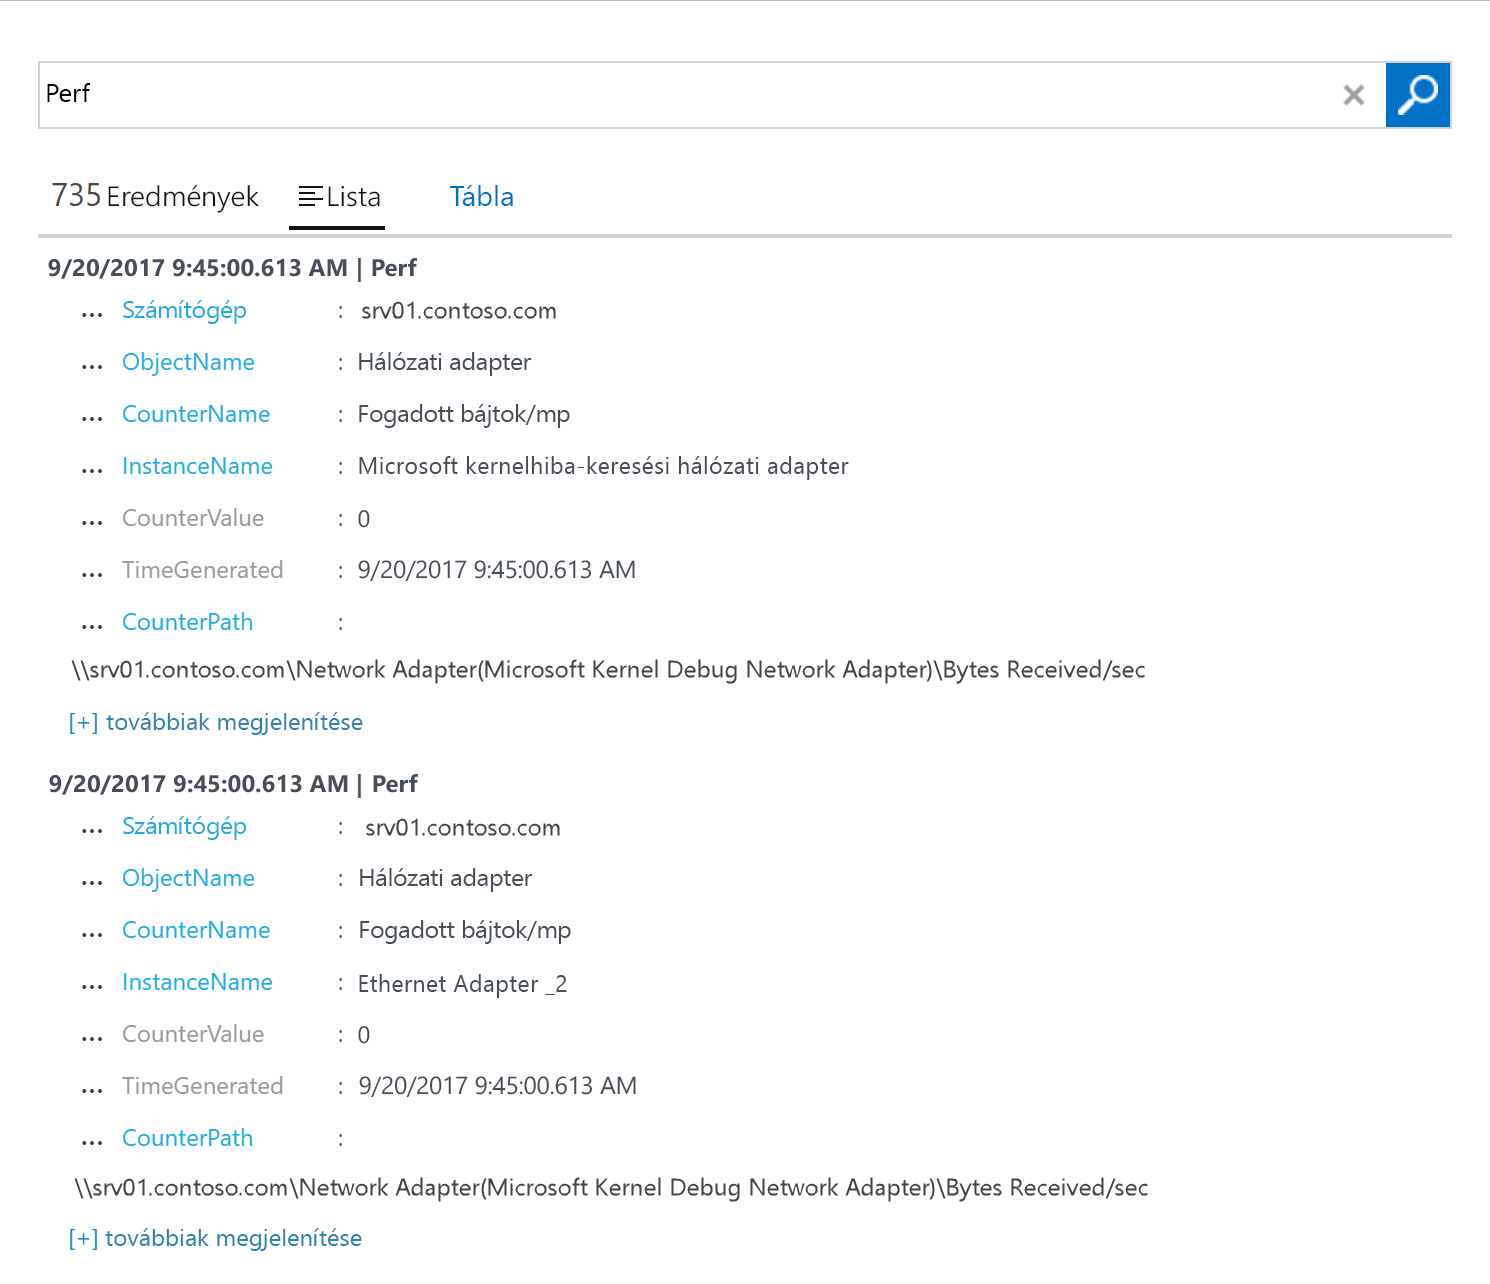 Perf
735 Eredmények Lista Tábla
9/20/2017 9:45:00.613 AM | Perf
... Számítógép : srv01.contoso.com
... ObjectName : Hálózati adapter
... CounterName : Fogadott bájtok/mp
... InstanceName : Microsoft kernelhiba-keresési hálózati adapter
... CounterValue : 0
... TimeGenerated : 9/20/2017 9:45:00.613 AM
... CounterPath :
\\srv01.contoso.com\Network Adapter(Microsoft Kernel Debug Network Adapter)\Bytes Received/sec
[+] továbbiak megjelenítése
9/20/2017 9:45:00.613 AM | Perf
... Számítógép : srv01.contoso.com
... ObjectName : Hálózati adapter
... CounterName : Fogadott bájtok/mp
... InstanceName : Ethernet Adapter _2
... CounterValue : 0
... TimeGenerated : 9/20/2017 9:45:00.613 AM
... CounterPath :
\\srv01.contoso.com\Network Adapter(Microsoft Kernel Debug Network Adapter)\Bytes Received/sec
[+] továbbiak megjelenítése